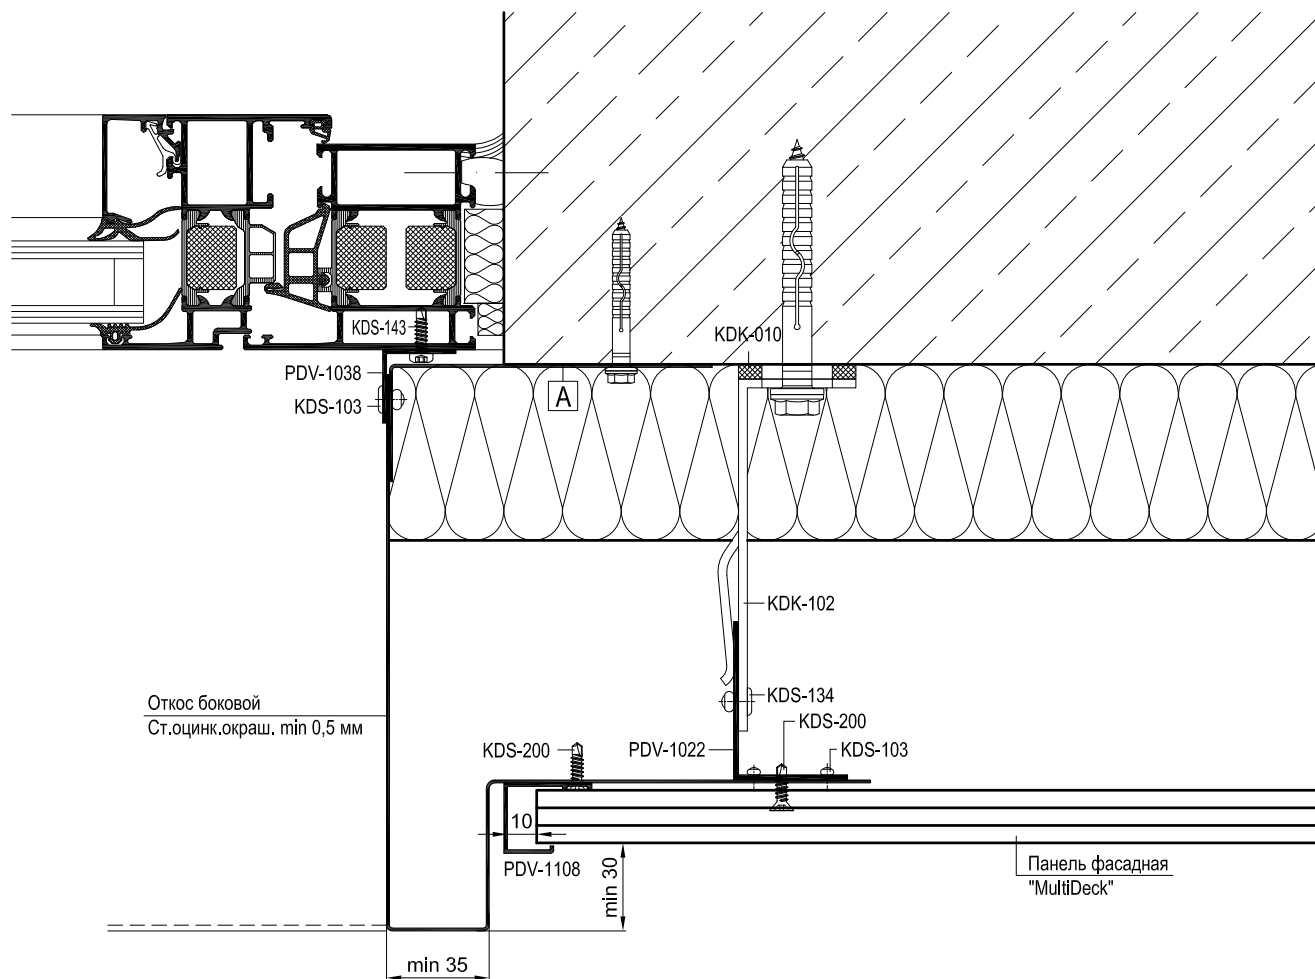 KDS-143
KDK-010
PDV-1038
KDS-103
A
KDK-102
Откос боковой
Ст.оцинк.окраш. min 0,5 мм
KDS-134
KDS-200
KDS-200
PDV-1022
KDS-103
10
PDV-1108
min 30
Панель фасадная
"MultiDeck"
min 35